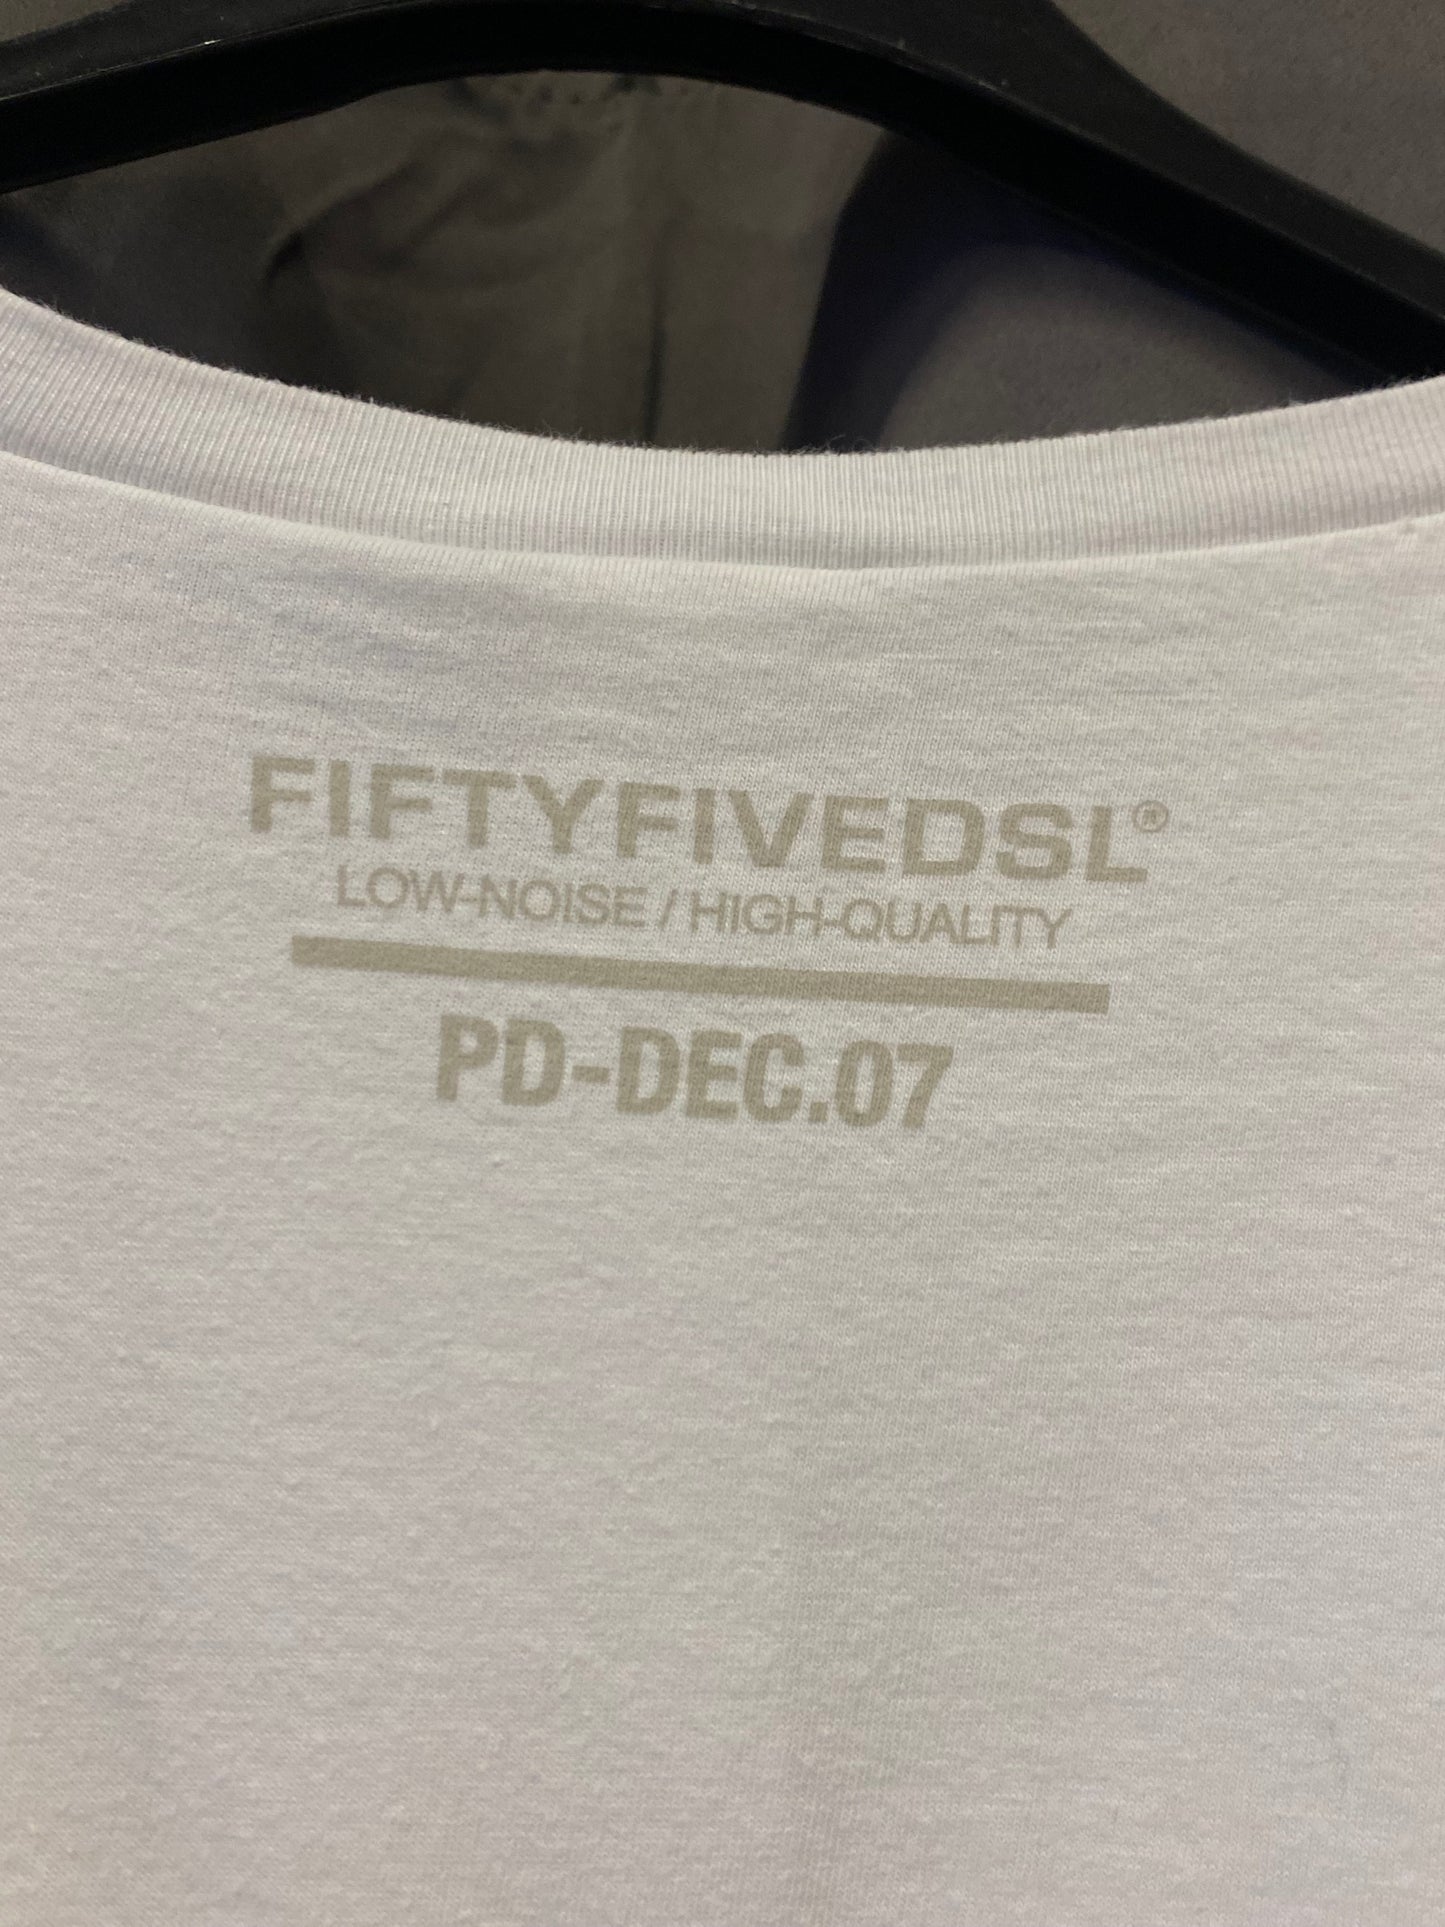 FIFTYFIVEDSL®
LOW-NOISE / HIGH-QUALITY
PD-DEC.07